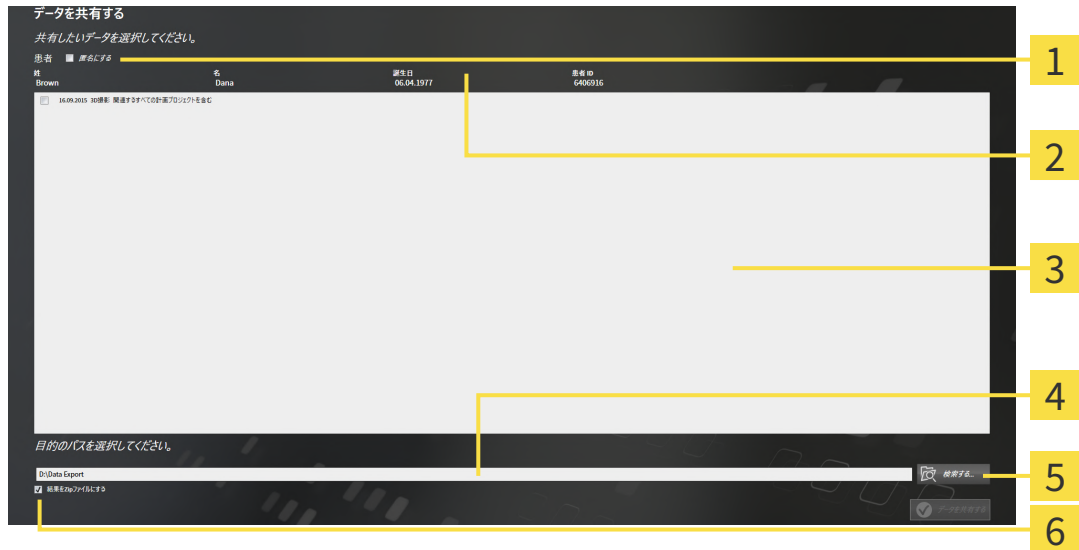 データを共有する
共有したいデータを選択してください。
患者 匿名にする
姓 名 誕生日 患者 ID
Brown Dana 06.04.1977 6406916
16.09.2015 3D撮影 関連するすべての計画プロジェクトを含む
目的のパスを選択してください。
D:\Data Export
検索する...
結果をZipファイルにする
データを共有する
1
2
3
4
5
6